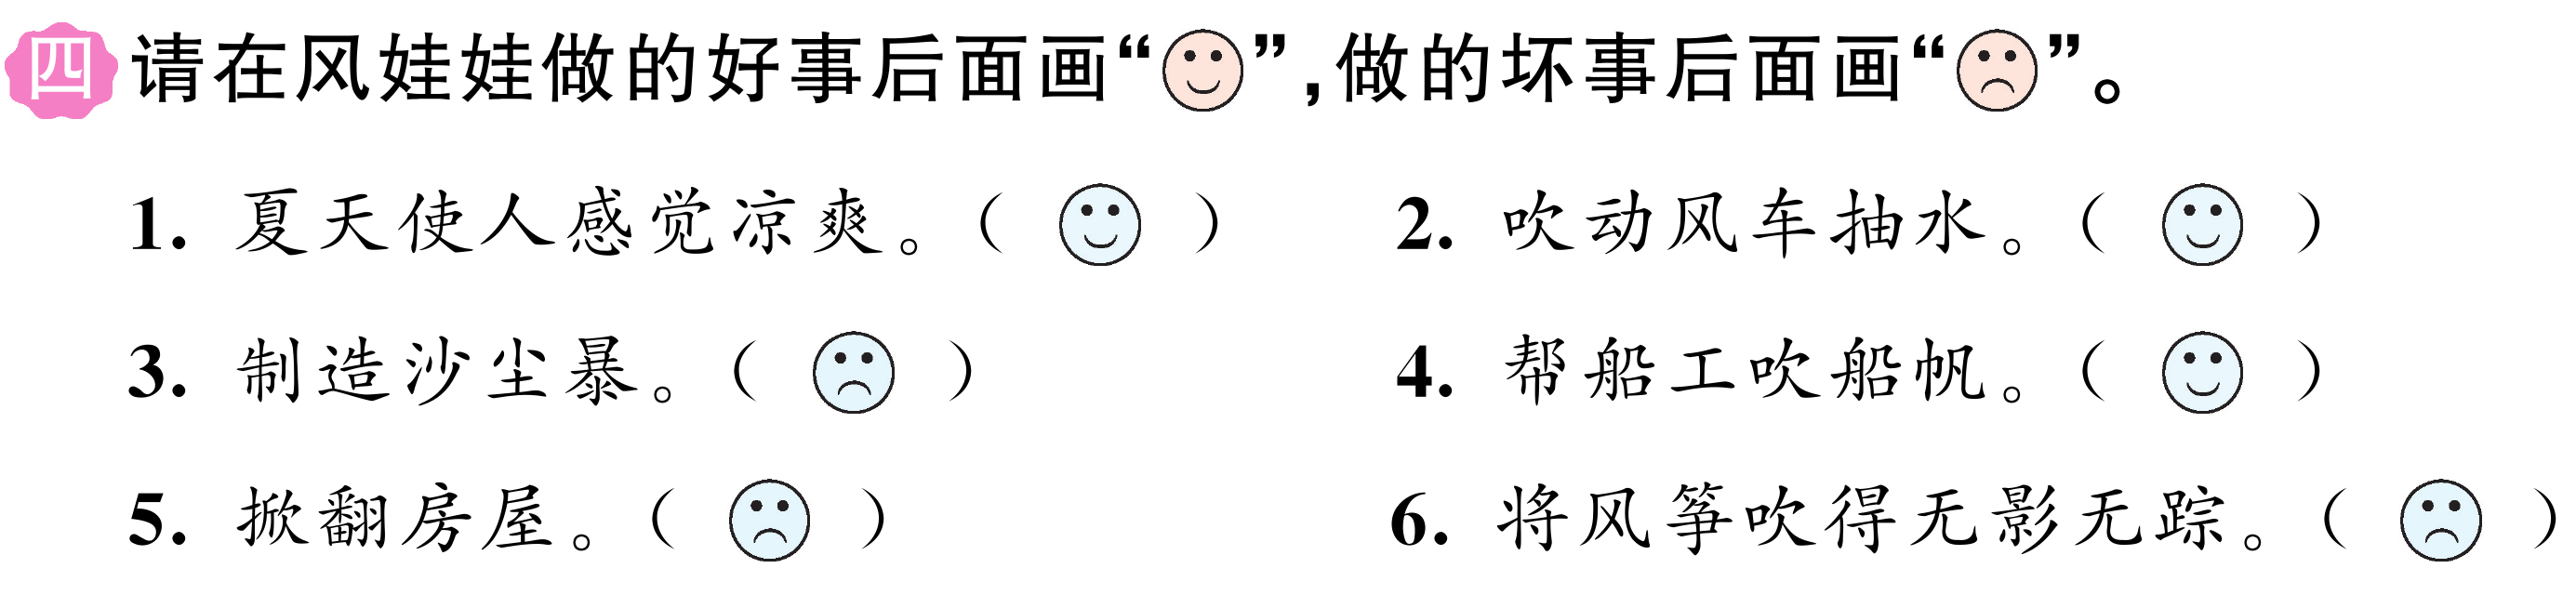 四 请在风娃娃做的好事后面画“☺”,做的坏事后面画“☹”。
1. 夏天使人感觉凉爽。( ☺ ) 2. 吹动风车抽水。( ☺ )
3. 制造沙尘暴。( ☹ ) 4. 帮船工吹船帆。( ☺ )
5. 掀翻房屋。( ☹ ) 6. 将风筝吹得无影无踪。( ☹ )